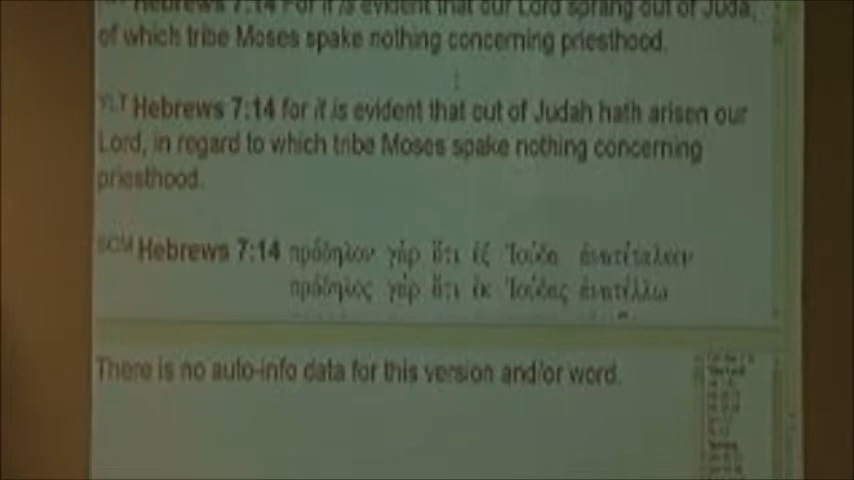 Hebrews 7:14 For it is evident that our Lord sprang out of Juda,
of which tribe Moses spake nothing concerning priesthood.
YLT Hebrews 7:14 for it is evident that out of Judah hath arisen our
Lord, in regard to which tribe Moses spake nothing concerning
priesthood.
Hebrews 7:14 πρόδηλον γὰρ ὅτι ἐξ Ἰούδα ἀνατέταλκεν
πρόδηλος γάρ ὅτι ἐκ Ἰούδας ἀνατέλλω
There is no auto-info data for this version and/or word.